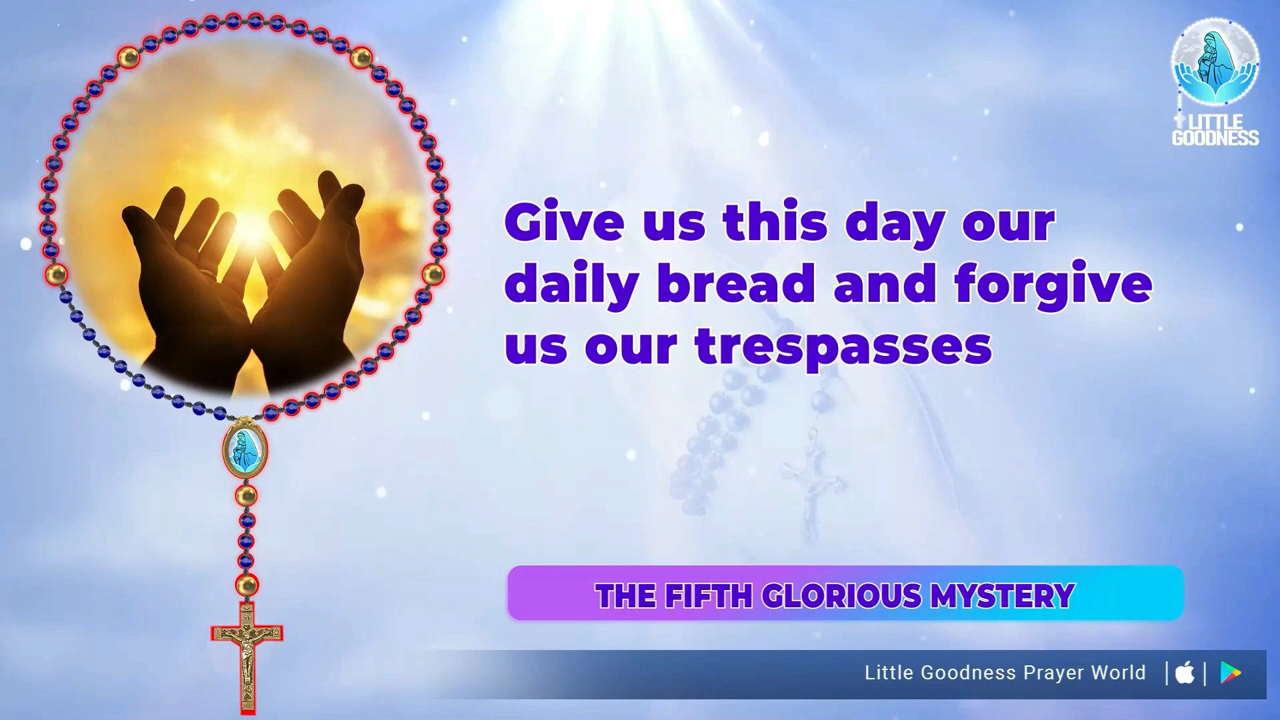 LITTLE
GOODNESS
Give us this day our
daily bread and forgive
us our trespasses
THE FIFTH GLORIOUS MYSTERY
Little Goodness Prayer World